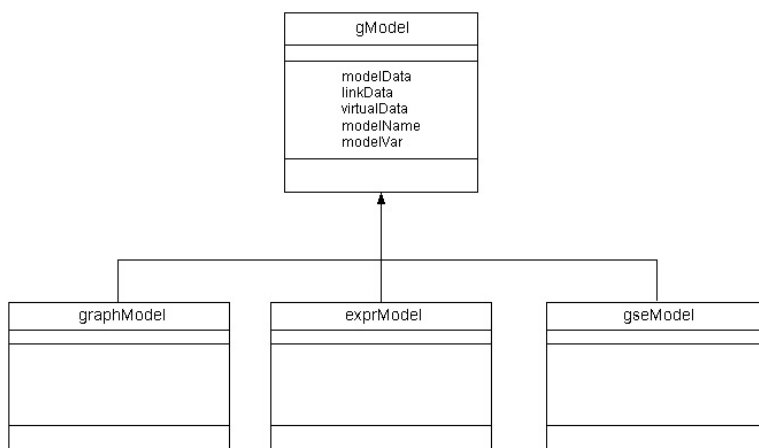 gModel
modelData
linkData
virtualData
modelName
modelVar
graphModel
exprModel
gseModel